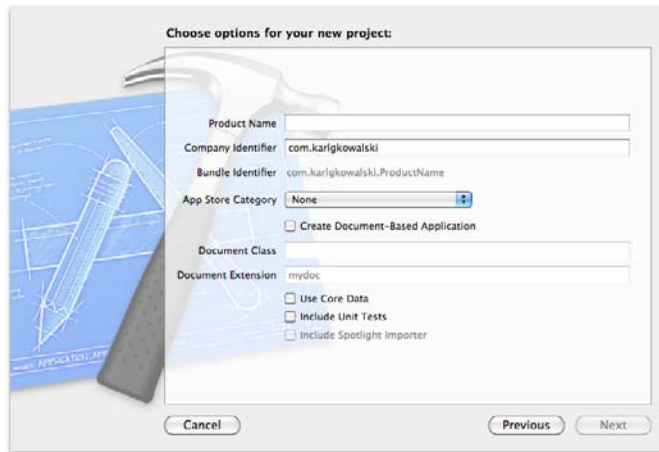 Choose options for your new project:
Product Name
Company Identifier com.karlgkowalski
Bundle Identifier com.karlgkowalski.ProductName
App Store Category None
Create Document-Based Application
Document Class
Document Extension mydoc
Use Core Data
Include Unit Tests
Include Spotlight Importer
Cancel Previous Next